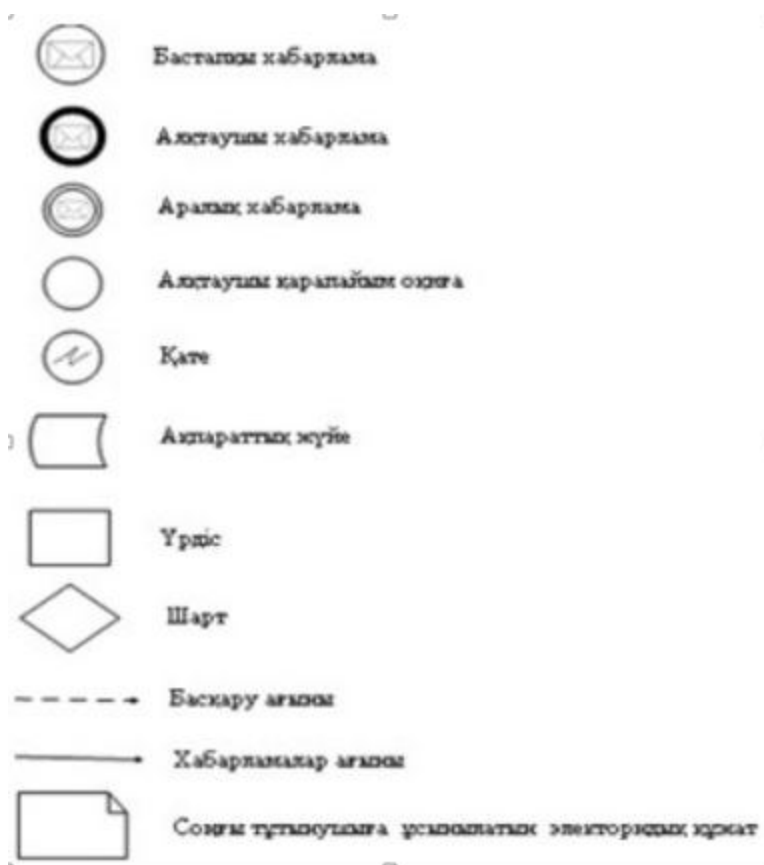 Бастапқы хабарлама
Аяқтаушы хабарлама
Аралық хабарлама
Аяқтаушы қарапайым оқиға
Қате
Ақпараттық жүйе
Үрдіс
Шарт
Басқару ағыны
Хабарламалар ағыны
Соңғы тұтынушыға ұсынылатын электорндық құжат